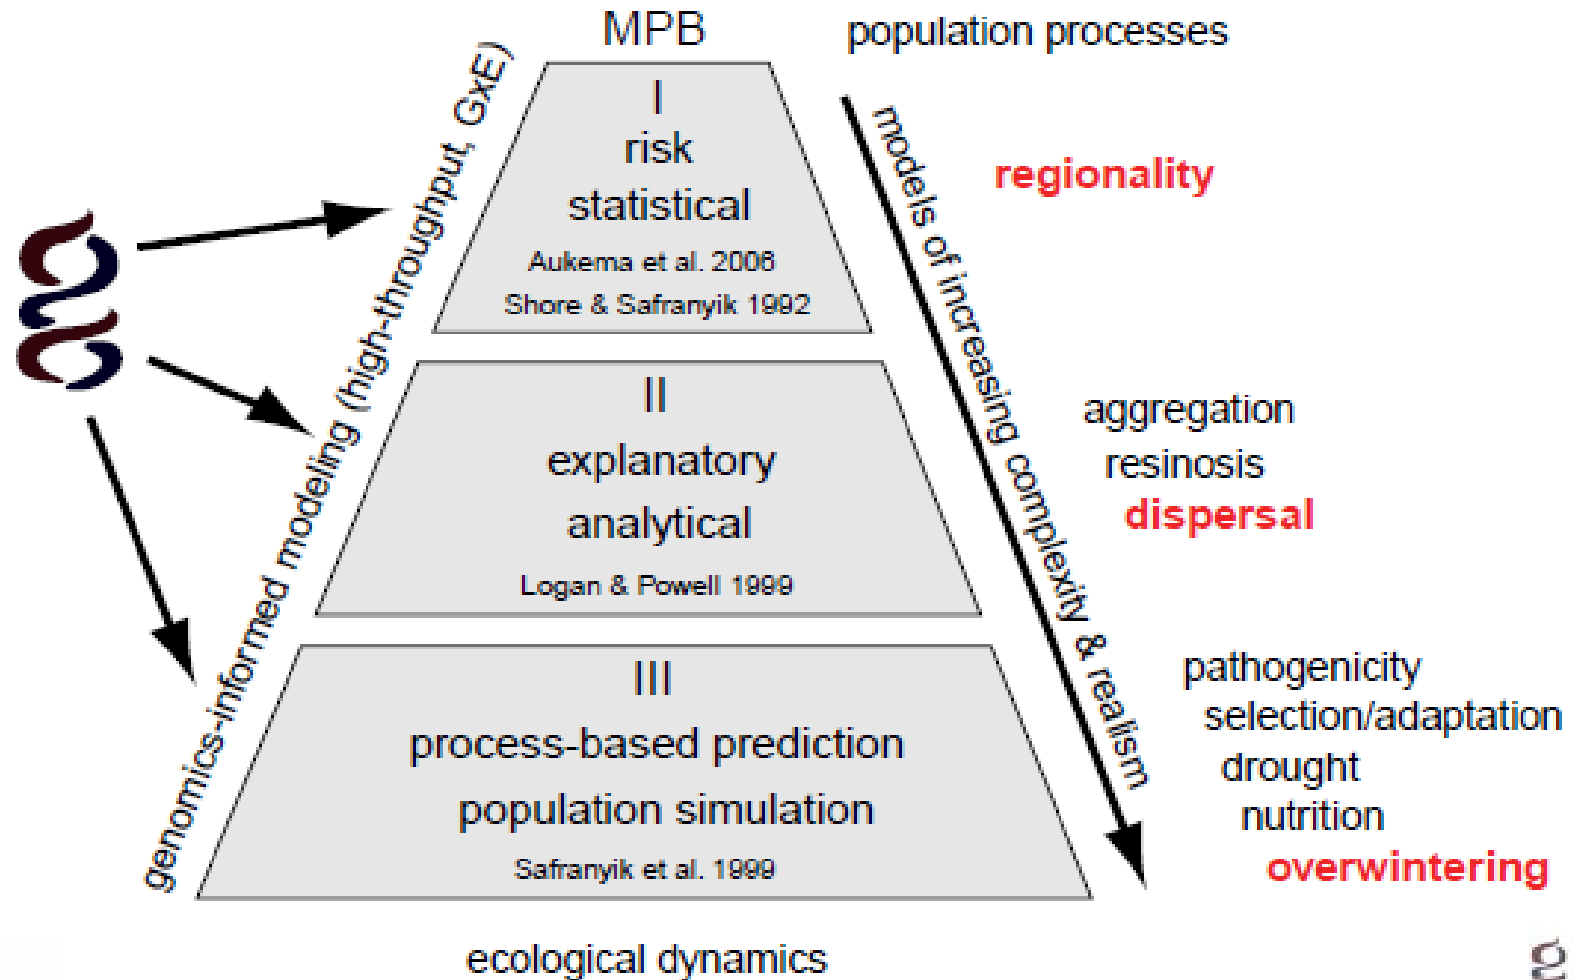 MPB
population processes
I
risk
statistical
Aukema et al. 2006
Shore & Safranyik 1992
regionality
genomics-informed modeling (high-throughput, GxE)
models of increasing complexity & realism
II
explanatory
analytical
Logan & Powell 1999
aggregation
resinosis
dispersal
III
process-based prediction
population simulation
Safranyik et al. 1999
pathogenicity
selection/adaptation
drought
nutrition
overwintering
ecological dynamics